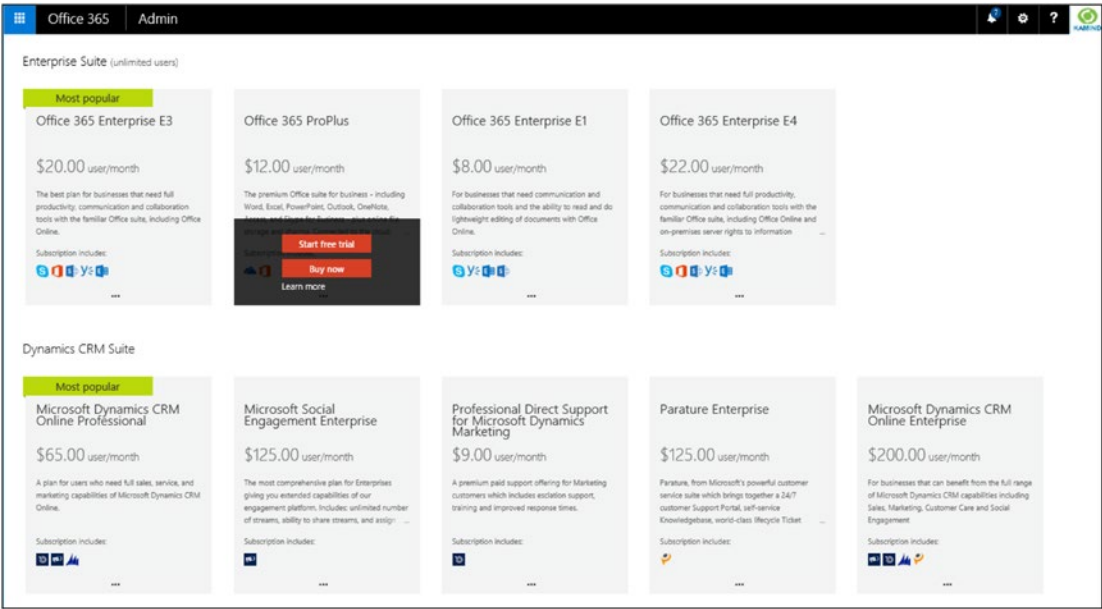 Office 365 Admin ?
KAMIND
Enterprise Suite (unlimited users)
Most popular
Office 365 Enterprise E3
$20.00 user/month
The best plan for businesses that need full
productivity, communication and collaboration
tools with the familiar Office suite, including Office
Online.
Subscription includes:
...
Office 365 ProPlus
$12.00 user/month
The premium Office suite for business - including
Word, Excel, PowerPoint, Outlook, OneNote,
Start free trial
Buy now
Learn more
Office 365 Enterprise E1
$8.00 user/month
For businesses that need communication and
collaboration tools and the ability to read and do
lightweight editing of documents with Office
Online.
Subscription includes:
...
Office 365 Enterprise E4
$22.00 user/month
For businesses that need full productivity,
communication and collaboration tools with the
familiar Office suite, including Office Online and
on-premises server rights to information ...
Subscription includes:
...
Dynamics CRM Suite
Most popular
Microsoft Dynamics CRM
Online Professional
$65.00 user/month
A plan for users who need full sales, service, and
marketing capabilities of Microsoft Dynamics CRM
Online.
Subscription includes:
...
Microsoft Social
Engagement Enterprise
$125.00 user/month
The most comprehensive plan for Enterprises
giving you extended capabilities of our
engagement platform. Includes: unlimited number
of streams, ability to share streams, and assign ...
Subscription includes:
...
Professional Direct Support
for Microsoft Dynamics
Marketing
$9.00 user/month
A premium paid support offering for Marketing
customers which includes esclation support,
training and improved response times.
Subscription includes:
...
Parature Enterprise
$125.00 user/month
Parature, from Microsoft's powerful customer
service suite which brings together a 24/7
customer Support Portal, self-service
Knowledgebase, world-class lifecycle Ticket ...
Subscription includes:
...
Microsoft Dynamics CRM
Online Enterprise
$200.00 user/month
For businesses that can benefit from the full range
of Microsoft Dynamics CRM capabilities including
Sales, Marketing, Customer Care and Social
Engagement
Subscription includes:
...